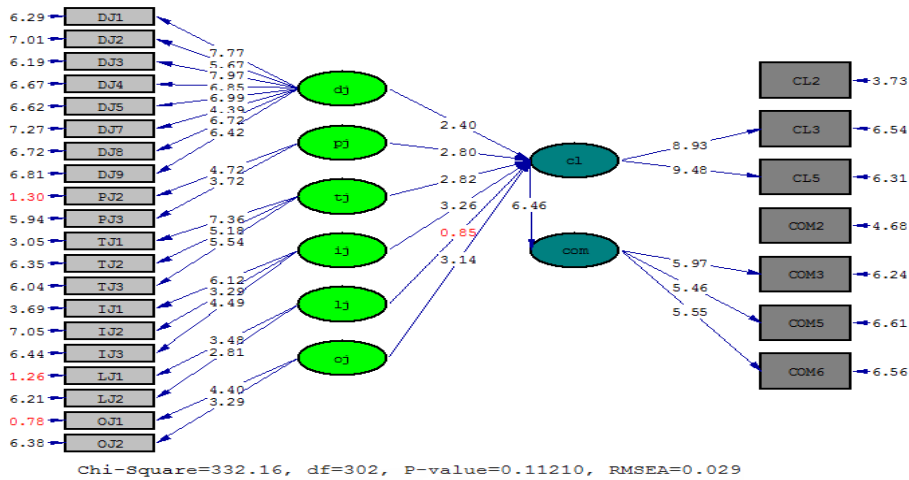 6.29 DJ1
7.01 DJ2
6.19 DJ3
6.67 DJ4
6.62 DJ5
7.27 DJ7
6.72 DJ8
6.81 DJ9
1.30 PJ2
5.94 PJ3
3.05 TJ1
6.35 TJ2
6.04 TJ3
3.69 IJ1
7.05 IJ2
6.44 IJ3
1.26 LJ1
6.21 LJ2
0.78 OJ1
6.38 OJ2
7.77
5.67
7.97
6.85
6.99
4.39
6.72
6.42
4.72
3.72
7.36
5.18
5.54
6.12
3.29
4.49
3.48
2.81
4.40
3.29
dj
pj
tj
ij
lj
oj
2.40
2.80
2.82
3.26
0.85
3.14
cl
6.46
com
8.93
9.48
5.97
5.46
5.55
CL2 3.73
CL3 6.54
CL5 6.31
COM2 4.68
COM3 6.24
COM5 6.61
COM6 6.56
Chi-Square=332.16, df=302, P-value=0.11210, RMSEA=0.029